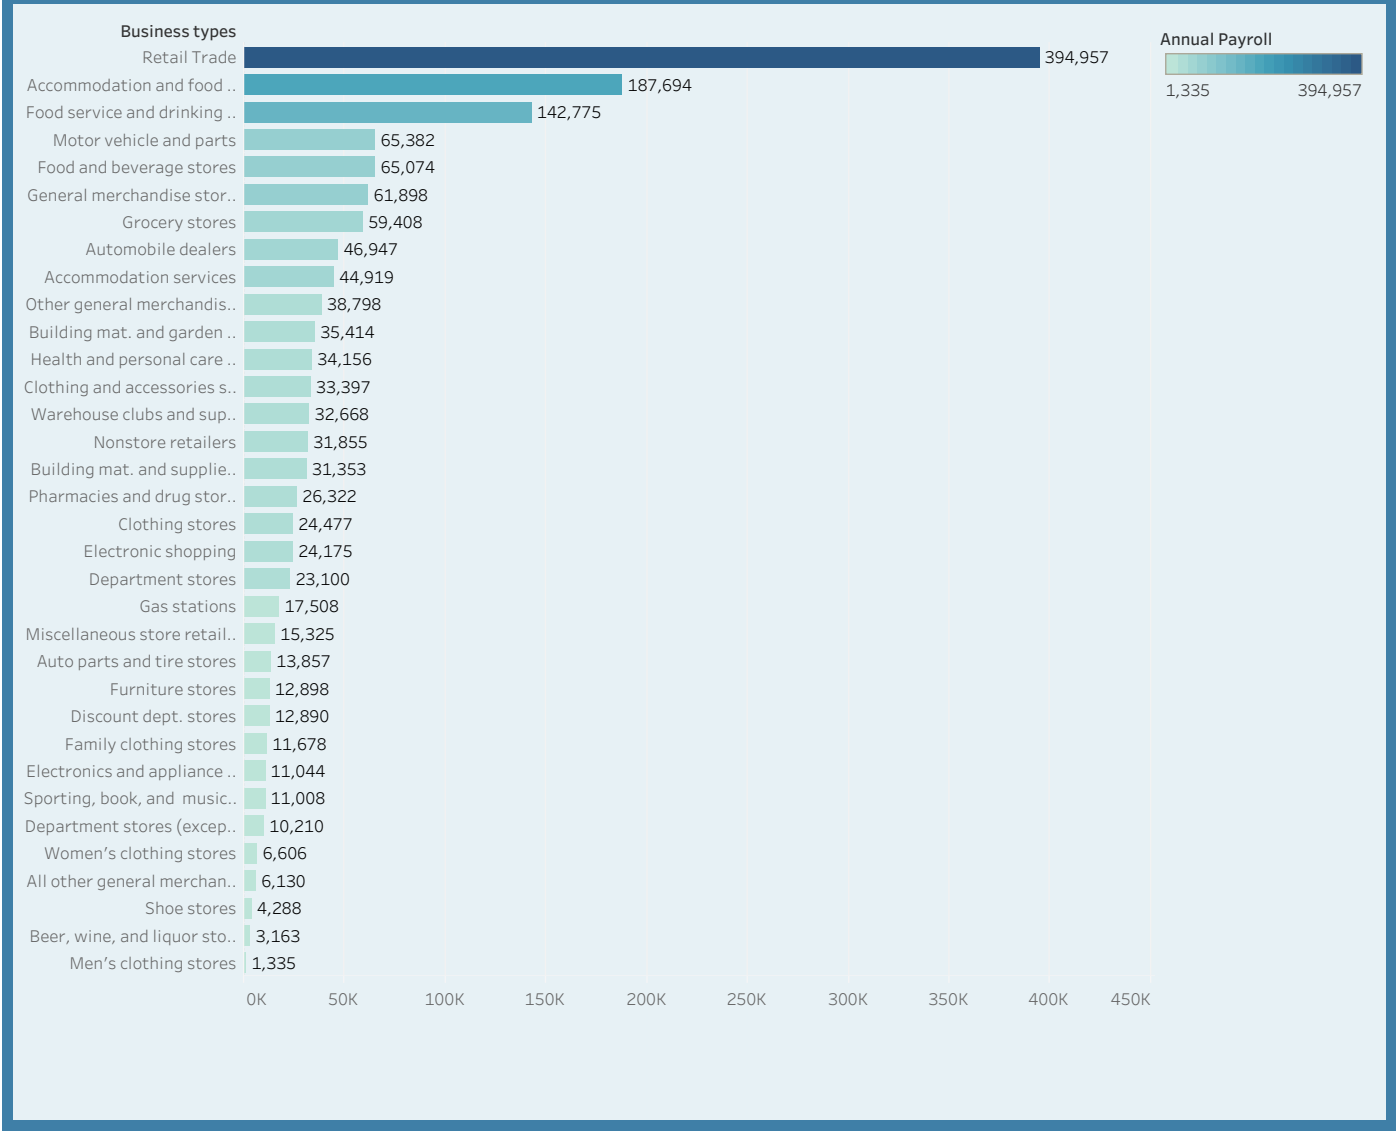 Business types
Retail Trade 394,957
Accommodation and food .. 187,694
Food service and drinking .. 142,775
Motor vehicle and parts 65,382
Food and beverage stores 65,074
General merchandise stor.. 61,898
Grocery stores 59,408
Automobile dealers 46,947
Accommodation services 44,919
Other general merchandis.. 38,798
Building mat. and garden .. 35,414
Health and personal care .. 34,156
Clothing and accessories s.. 33,397
Warehouse clubs and sup.. 32,668
Nonstore retailers 31,855
Building mat. and supplie.. 31,353
Pharmacies and drug stor.. 26,322
Clothing stores 24,477
Electronic shopping 24,175
Department stores 23,100
Gas stations 17,508
Miscellaneous store retail.. 15,325
Auto parts and tire stores 13,857
Furniture stores 12,898
Discount dept. stores 12,890
Family clothing stores 11,678
Electronics and appliance .. 11,044
Sporting, book, and  music.. 11,008
Department stores (excep.. 10,210
Women’s clothing stores 6,606
All other general merchan.. 6,130
Shoe stores 4,288
Beer, wine, and liquor sto.. 3,163
Men’s clothing stores 1,335
0K 50K 100K 150K 200K 250K 300K 350K 400K 450K
Annual Payroll
1,335 394,957